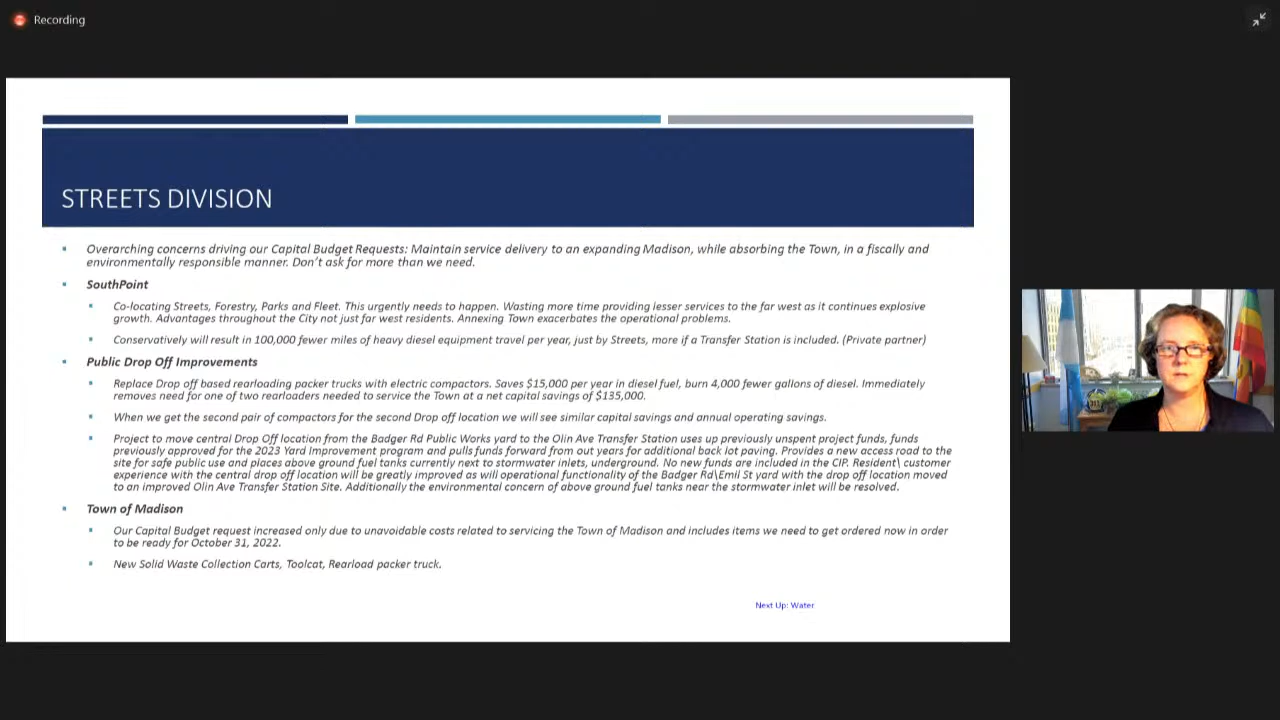 Recording
STREETS DIVISION
Overarching concerns driving our Capital Budget Requests: Maintain service delivery to an expanding Madison, while absorbing the Town, in a fiscally and
environmentally responsible manner. Don't ask for more than we need.
SouthPoint
Co-locating Streets, Forestry, Parks and Fleet. This urgently needs to happen. Wasting more time providing lesser services to the far west as it continues explosive
growth. Advantages throughout the City not just far west residents. Annexing Town exacerbates the operational problems.
Conservatively will result in 100,000 fewer miles of heavy diesel equipment travel per year, just by Streets, more if a Transfer Station is included. (Private partner)
Public Drop Off Improvements
Replace Drop off based rearloading packer trucks with electric compactors. Saves $15,000 per year in diesel fuel, burn 4,000 fewer gallons of diesel. Immediately
removes need for one of two rearloaders needed to service the Town at a net capital savings of $135,000.
When we get the second pair of compactors for the second Drop off location we will see similar capital savings and annual operating savings.
Project to move central Drop Off location from the Badger Rd Public Works yard to the Olin Ave Transfer Station uses up previously unspent project funds, funds
previously approved for the 2023 Yard Improvement program and pulls funds forward from out years for additional back lot paving. Provides a new access road to the
site for safe public use and places above ground fuel tanks currently next to stormwater inlets, underground. No new funds are included in the CIP. Resident\ customer
experience with the central drop off location will be greatly improved as will operational functionality of the Badger Rd\Emil St yard with the drop off location moved
to an improved Olin Ave Transfer Station Site. Additionally the environmental concern of above ground fuel tanks near the stormwater inlet will be resolved.
Town of Madison
Our Capital Budget request increased only due to unavoidable costs related to servicing the Town of Madison and includes items we need to get ordered now in order
to be ready for October 31, 2022.
New Solid Waste Collection Carts, Toolcat, Rearload packer truck.
Next Up: Water